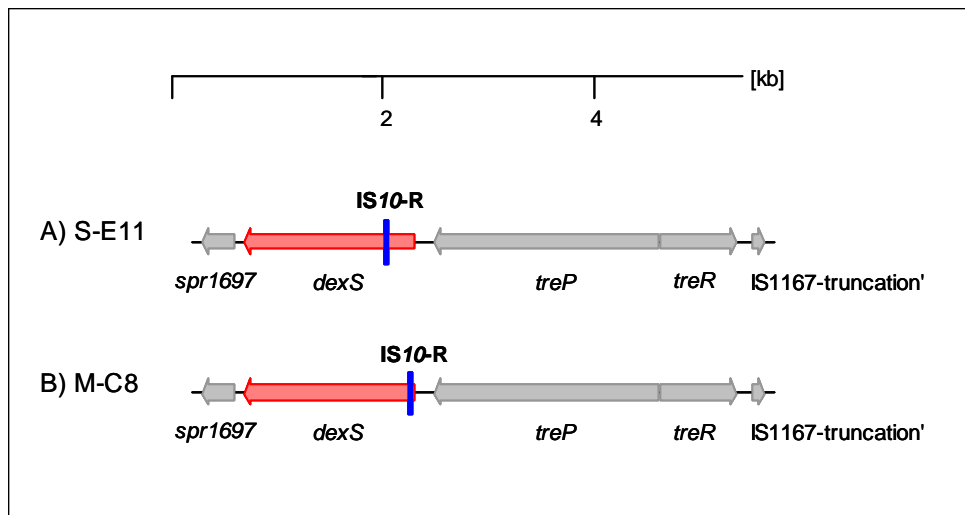 [kb]
2 4
IS10-R
A) S-E11
spr1697 dexS treP treR IS1167-truncation'
IS10-R
B) M-C8
spr1697 dexS treP treR IS1167-truncation'